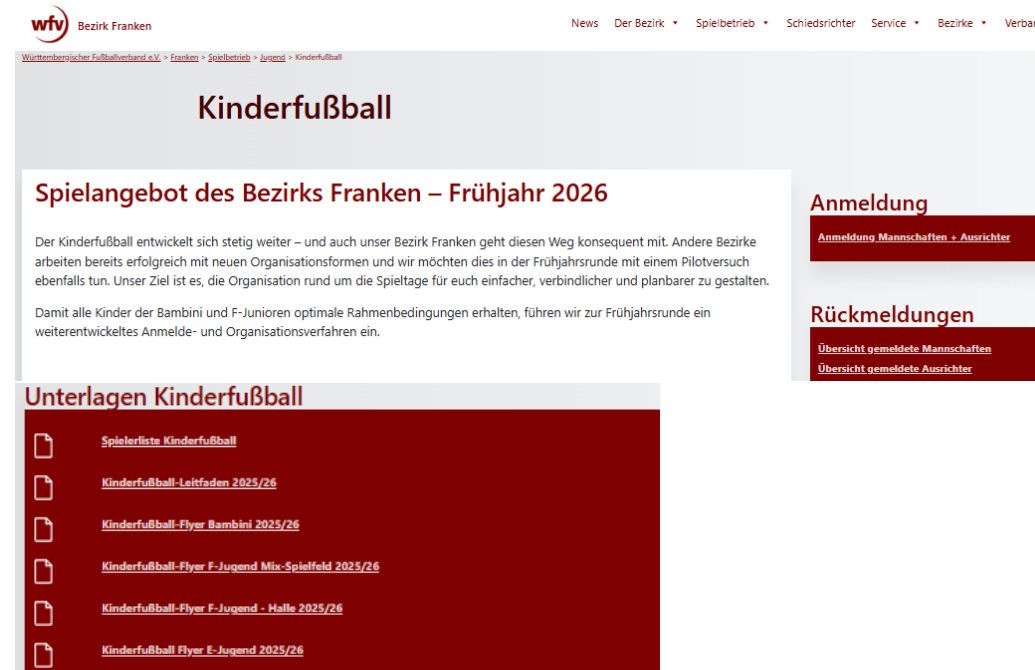 wfv Bezirk Franken
News Der Bezirk Spielbetrieb Schiedsrichter Service Bezirke Verba
Württembergischer Fußballverband e.V. > Franken > Spielbetrieb > Jugend > Kinderfußball
Kinderfußball
Spielangebot des Bezirks Franken – Frühjahr 2026
Der Kinderfußball entwickelt sich stetig weiter – und auch unser Bezirk Franken geht diesen Weg konsequent mit. Andere Bezirke
arbeiten bereits erfolgreich mit neuen Organisationsformen und wir möchten dies in der Frühjahrsrunde mit einem Pilotversuch
ebenfalls tun. Unser Ziel ist es, die Organisation rund um die Spieltage für euch einfacher, verbindlicher und planbarer zu gestalten.
Damit alle Kinder der Bambini und F-Junioren optimale Rahmenbedingungen erhalten, führen wir zur Frühjahrsrunde ein
weiterentwickeltes Anmelde- und Organisationsverfahren ein.
Anmeldung
Anmeldung Mannschaften + Ausrichter
Rückmeldungen
Übersicht gemeldete Mannschaften
Übersicht gemeldete Ausrichter
Unterlagen Kinderfußball
Spielerliste Kinderfußball
Kinderfußball-Leitfaden 2025/26
Kinderfußball-Flyer Bambini 2025/26
Kinderfußball-Flyer F-Jugend Mix-Spielfeld 2025/26
Kinderfußball-Flyer F-Jugend - Halle 2025/26
Kinderfußball Flyer E-Jugend 2025/26